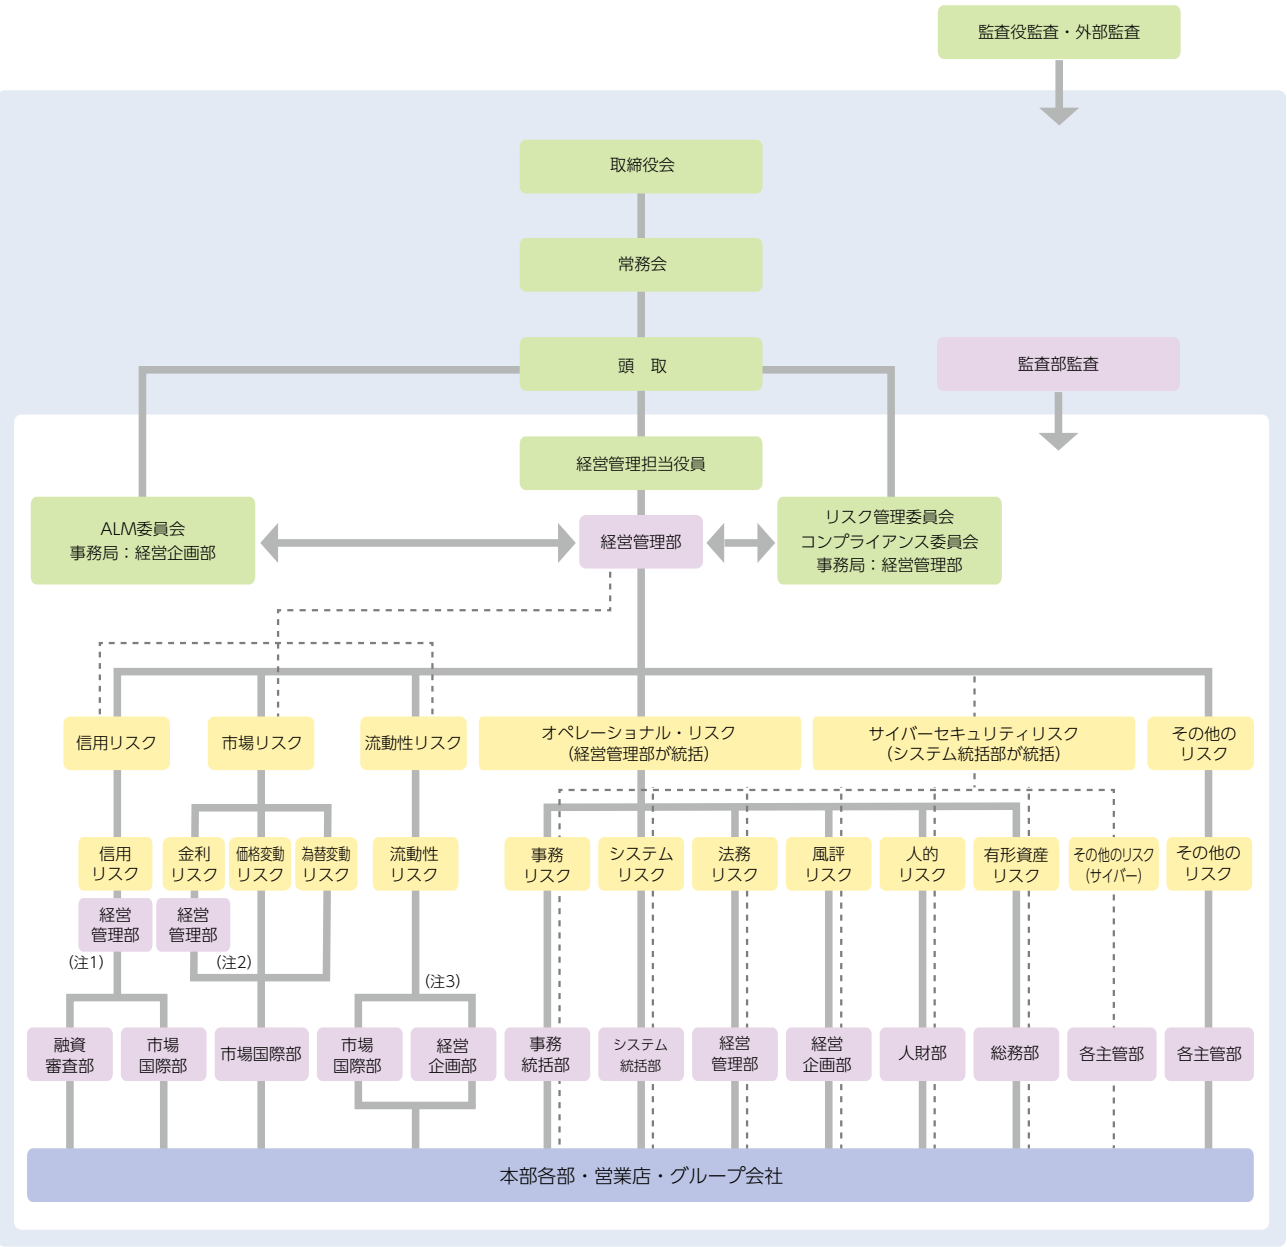 監査役監査・外部監査
取締役会
常務会
頭　取
監査部監査
経営管理担当役員
ALM委員会
事務局：経営企画部
経営管理部
リスク管理委員会
コンプライアンス委員会
事務局：経営管理部
信用リスク
市場リスク
流動性リスク
オペレーショナル・リスク
(経営管理部が統括)
サイバーセキュリティリスク
(システム統括部が統括)
その他の
リスク
信用
リスク
金利
リスク
価格変動
リスク
為替変動
リスク
流動性
リスク
事務
リスク
システム
リスク
法務
リスク
風評
リスク
人的
リスク
有形資産
リスク
その他のリスク
(サイバー)
その他の
リスク
経営
管理部
経営
管理部
(注1)
(注2)
(注3)
融資
審査部
市場
国際部
市場国際部
市場
国際部
経営
企画部
事務
統括部
システム
統括部
経営
管理部
経営
企画部
人財部
総務部
各主管部
各主管部
本部各部・営業店・グループ会社